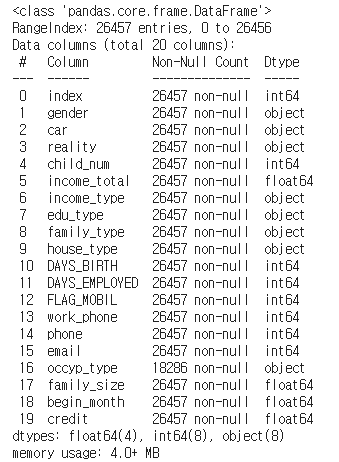 <class 'pandas.core.frame.DataFrame'>
RangeIndex: 26457 entries, 0 to 26456
Data columns (total 20 columns):
 #   Column         Non-Null Count  Dtype
---  ------         --------------  -----
 0   index          26457 non-null  int64
 1   gender         26457 non-null  object
 2   car            26457 non-null  object
 3   reality        26457 non-null  object
 4   child_num      26457 non-null  int64
 5   income_total   26457 non-null  float64
 6   income_type    26457 non-null  object
 7   edu_type       26457 non-null  object
 8   family_type    26457 non-null  object
 9   house_type     26457 non-null  object
 10  DAYS_BIRTH     26457 non-null  int64
 11  DAYS_EMPLOYED  26457 non-null  int64
 12  FLAG_MOBIL     26457 non-null  int64
 13  work_phone     26457 non-null  int64
 14  phone          26457 non-null  int64
 15  email          26457 non-null  int64
 16  occyp_type     18286 non-null  object
 17  family_size    26457 non-null  float64
 18  begin_month    26457 non-null  float64
 19  credit         26457 non-null  float64
dtypes: float64(4), int64(8), object(8)
memory usage: 4.0+ MB